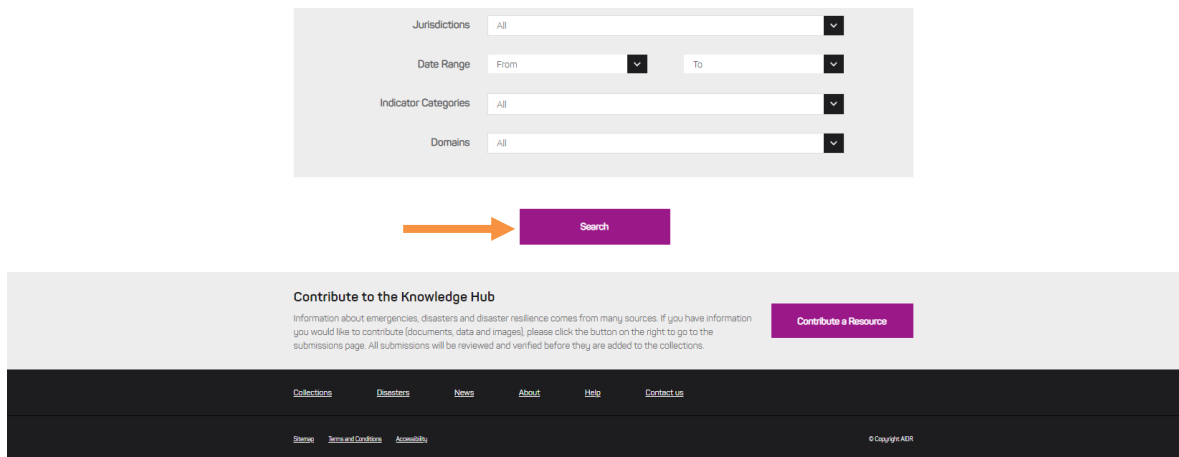 Jurisdictions All
Date Range From To
Indicator Categories All
Domains All
Search
Contribute to the Knowledge Hub
Information about emergencies, disasters and disaster resilience comes from many sources. If you have information
you would like to contribute (documents, data and images), please click the button on the right to go to the
submissions page. All submissions will be reviewed and verified before they are added to the collections.
Contribute a Resource
Collections Disasters News About Help Contact us
Sitemap Terms and Conditions Accessibility © Copyright AIDR